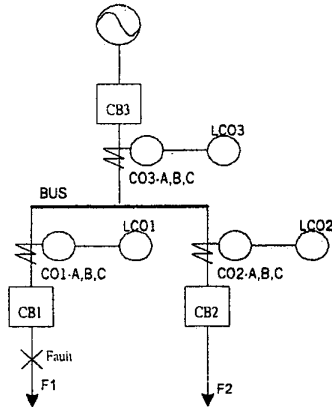 CB3
LCO3
CO3-A,B,C
BUS
LCO1
LCO2
CO1-A,B,C
CO2-A,B,C
CB1
CB2
Fault
F1
F2